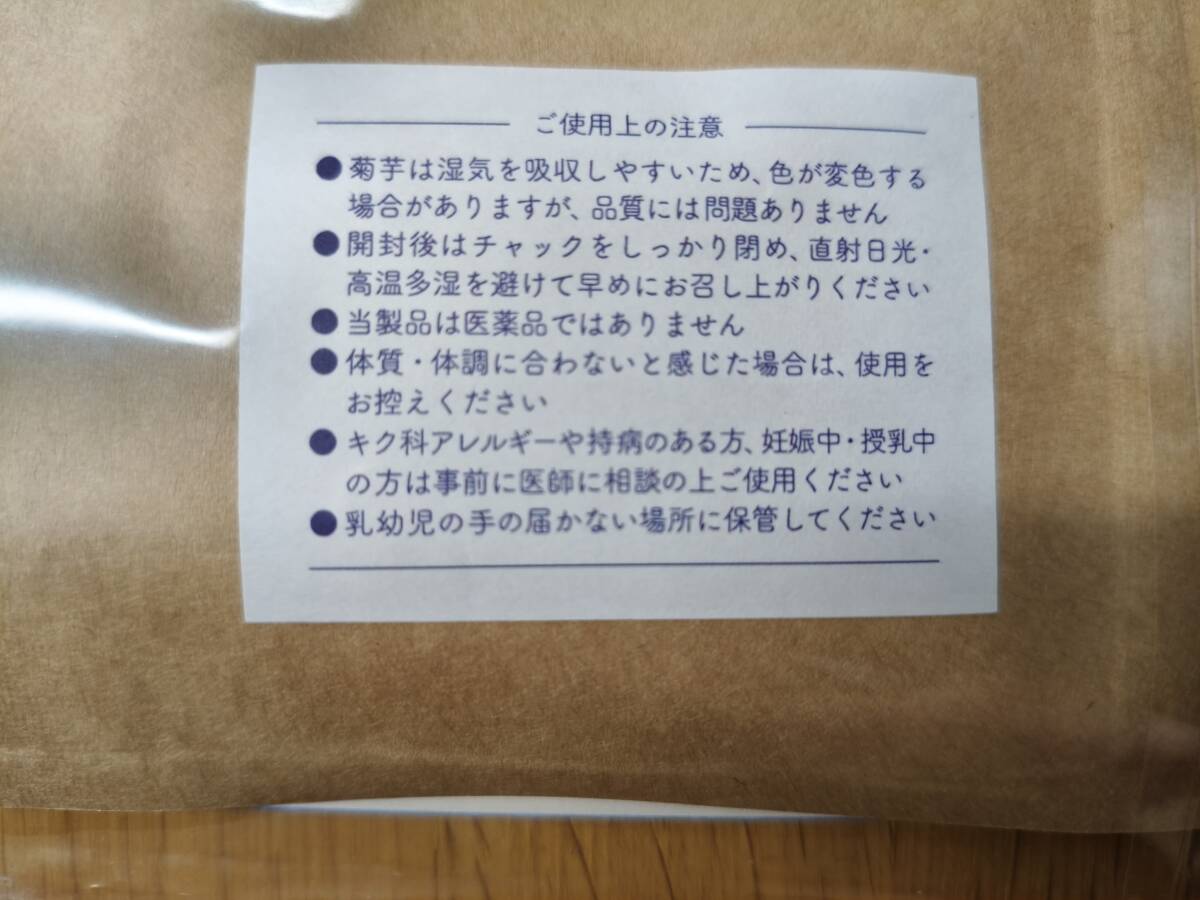 ご使用上の注意
●菊芋は湿気を吸収しやすいため、色が変色する
場合がありますが、品質には問題ありません
●開封後はチャックをしっかり閉め、直射日光・
高温多湿を避けて早めにお召し上がりください
●当製品は医薬品ではありません
●体質・体調に合わないと感じた場合は、使用を
お控えください
●キク科アレルギーや持病のある方、妊娠中・授乳中
の方は事前に医師に相談の上ご使用ください
●乳幼児の手の届かない場所に保管してください